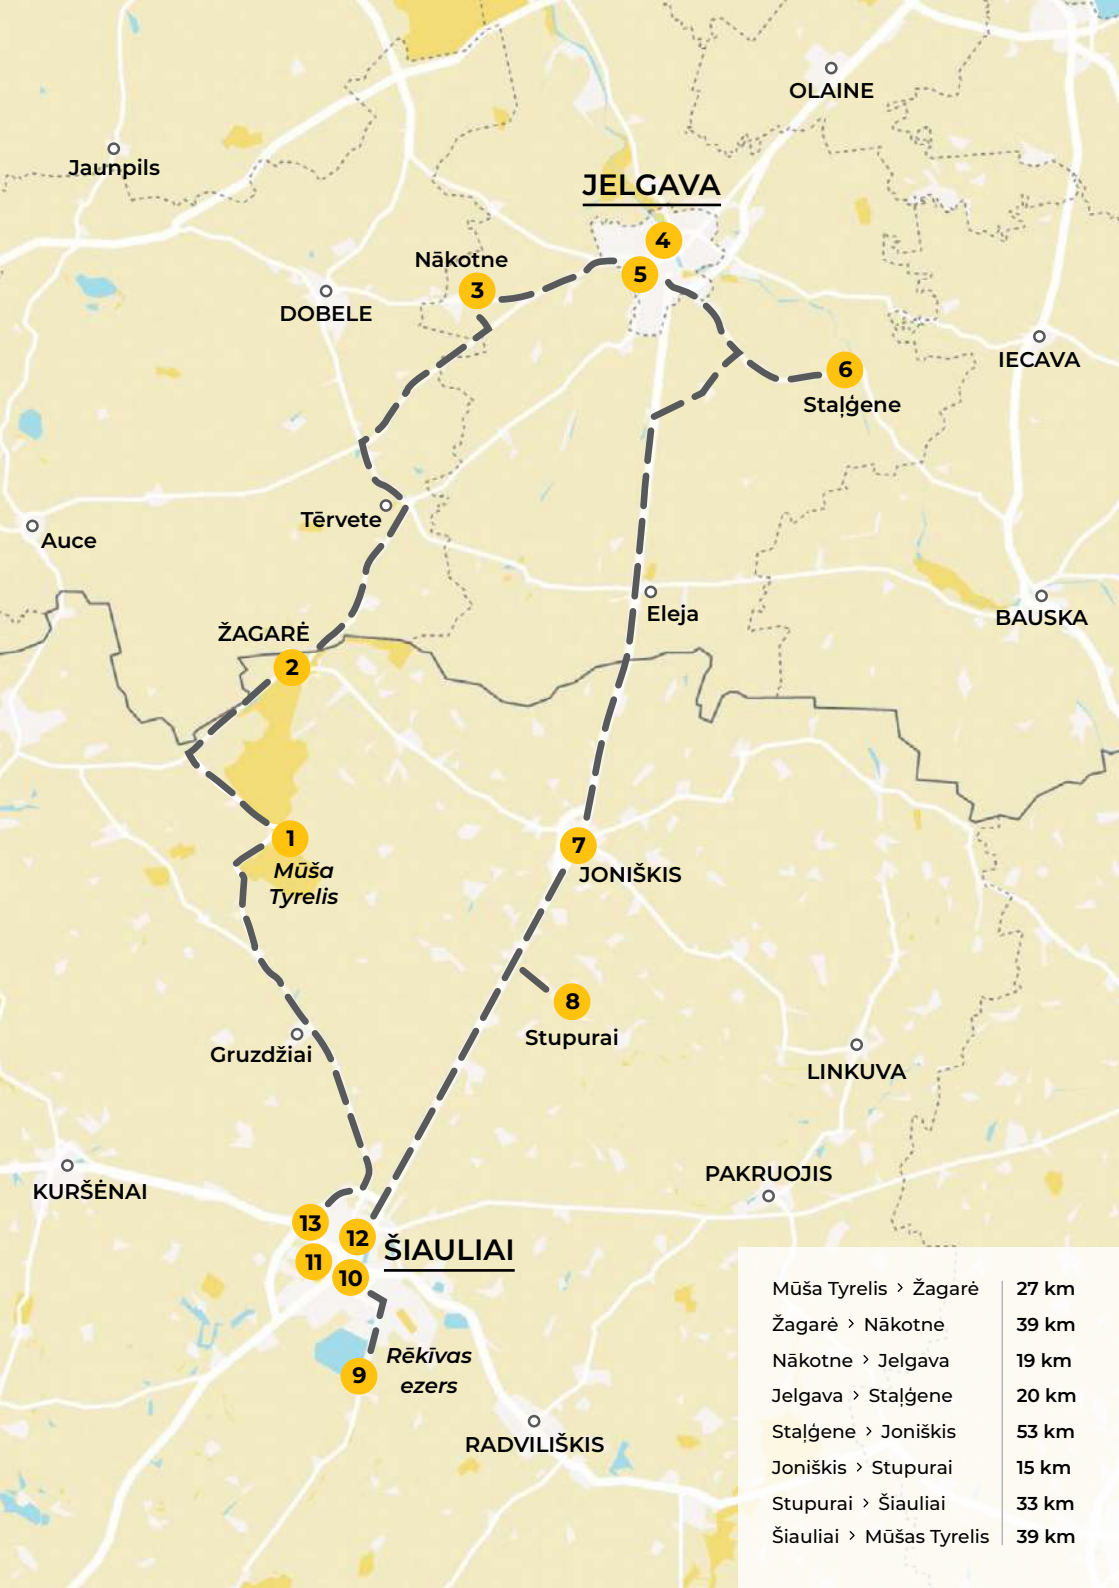 OLAINE
Jaunpils
JELGAVA
4
Nākotne
5
3
DOBELE
IECAVA
6
Staļģene
Tērvete
Auce
Eleja
BAUSKA
ŽAGARĖ
2
1
Mūša
Tyrelis
7
JONIŠKIS
8
Stupurai
Gruzdžiai
LINKUVA
KURŠĖNAI
PAKRUOJIS
13
12
ŠIAULIAI
11
10
Rēkīvas
ezers
9
RADVILIŠKIS
Mūša Tyrelis › Žagarė 27 km
Žagarė › Nākotne 39 km
Nākotne › Jelgava 19 km
Jelgava › Staļģene 20 km
Staļģene › Joniškis 53 km
Joniškis › Stupurai 15 km
Stupurai › Šiauliai 33 km
Šiauliai › Mūšas Tyrelis 39 km